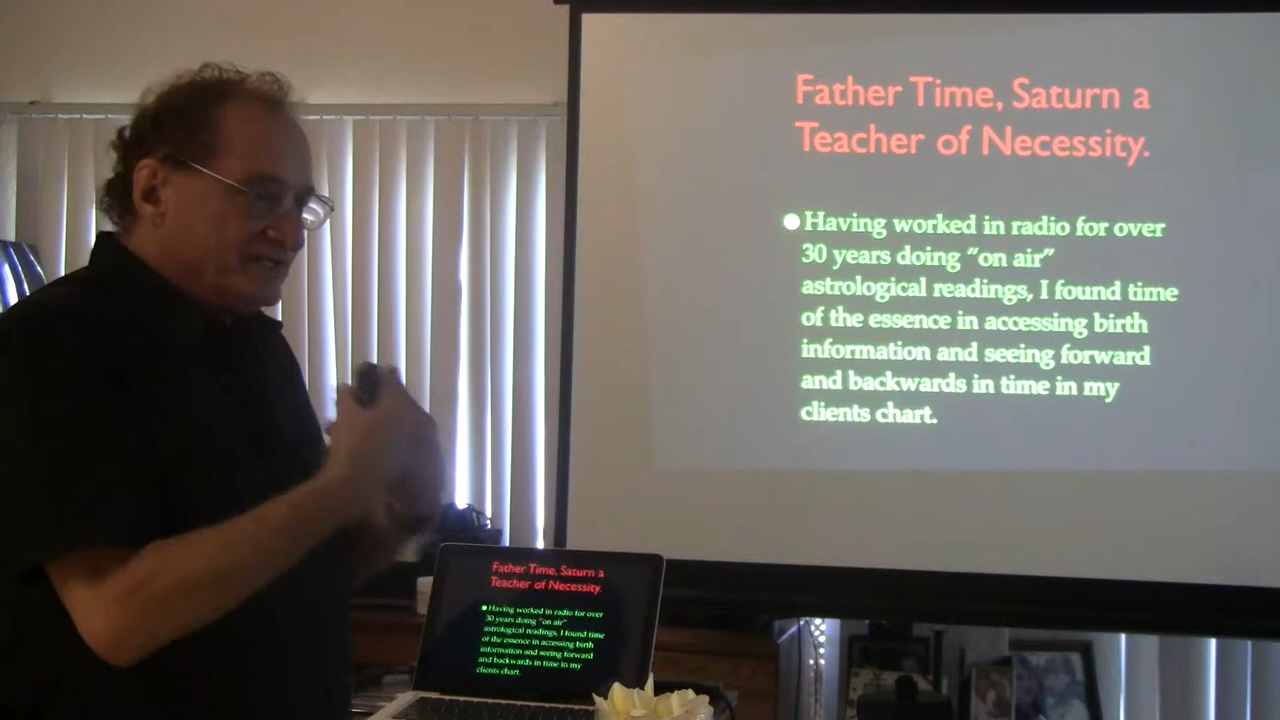 Father Time, Saturn a
Teacher of Necessity.
Having worked in radio for over
30 years doing “on air”
astrological readings, I found time
of the essence in accessing birth
information and seeing forward
and backwards in time in my
clients chart.
Father Time, Saturn a
Teacher of Necessity.
Having worked in radio for over
30 years doing “on air”
astrological readings, I found time
of the essence in accessing birth
information and seeing forward
and backwards in time in my
clients chart.